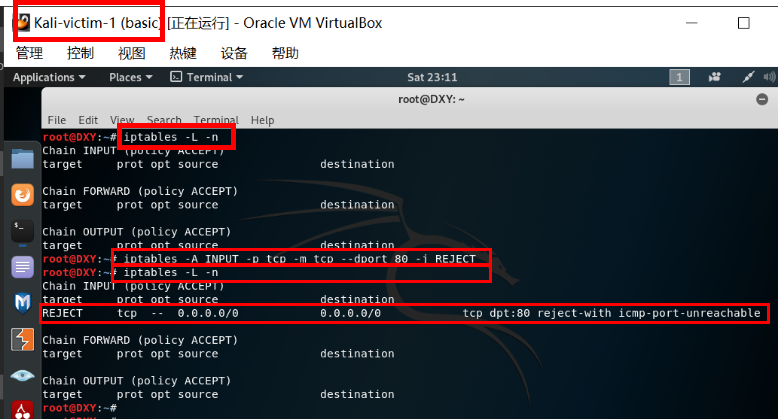 Kali-victim-1 (basic) [正在运行] - Oracle VM VirtualBox
管理 控制 视图 热键 设备 帮助
Applications Places Terminal Sat 23:11 1
root@DXY: ~
File Edit View Search Terminal Help
root@DXY:~# iptables -L -n
Chain INPUT (policy ACCEPT)
target prot opt source destination
Chain FORWARD (policy ACCEPT)
target prot opt source destination
Chain OUTPUT (policy ACCEPT)
target prot opt source destination
root@DXY:~# iptables -A INPUT -p tcp -m tcp --dport 80 -j REJECT
root@DXY:~# iptables -L -n
Chain INPUT (policy ACCEPT)
target prot opt source destination
REJECT tcp -- 0.0.0.0/0 0.0.0.0/0 tcp dpt:80 reject-with icmp-port-unreachable
Chain FORWARD (policy ACCEPT)
target prot opt source destination
Chain OUTPUT (policy ACCEPT)
target prot opt source destination
root@DXY:~#
root@DXY:~#